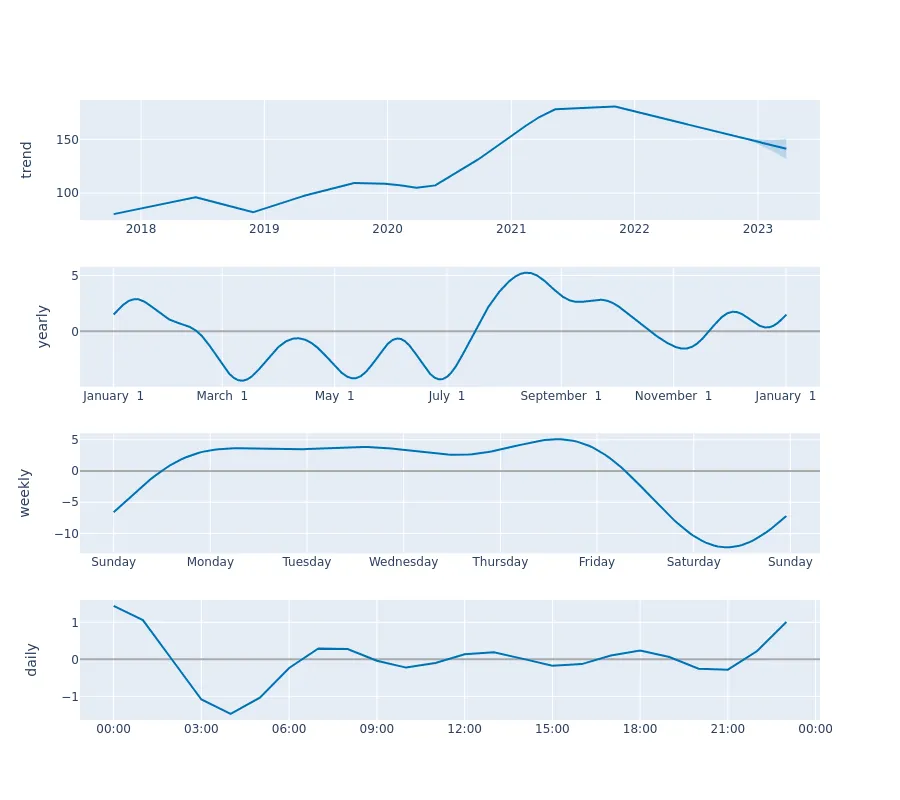 trend
150
100
2018 2019 2020 2021 2022 2023
yearly
5
0
January 1 March 1 May 1 July 1 September 1 November 1 January 1
weekly
5
0
−5
−10
Sunday Monday Tuesday Wednesday Thursday Friday Saturday Sunday
daily
1
0
−1
00:00 03:00 06:00 09:00 12:00 15:00 18:00 21:00 00:00